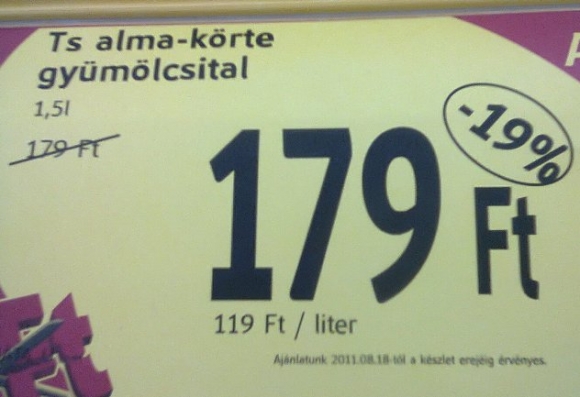 Ts alma-körte
gyümölcsital
1,5l
179 Ft
-19%
179 Ft
119 Ft / liter
Ajánlatunk 2011.08.18-tól a készlet erejéig érvényes.
Ft